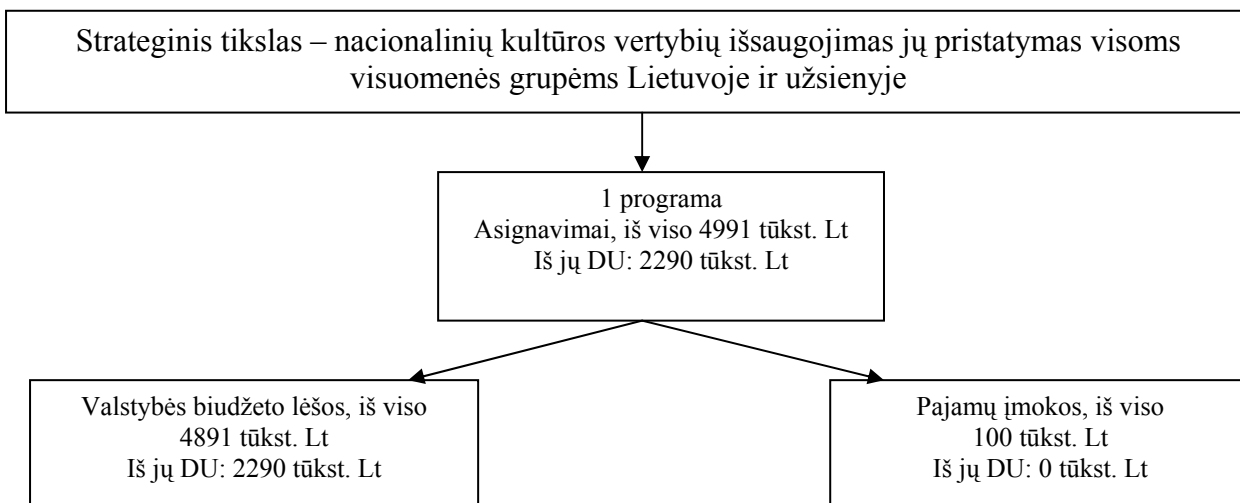 Strateginis tikslas – nacionalinių kultūros vertybių išsaugojimas jų pristatymas visoms
visuomenės grupėms Lietuvoje ir užsienyje
1 programa
Asignavimai, iš viso 4991 tūkst. Lt
Iš jų DU: 2290 tūkst. Lt
Valstybės biudžeto lėšos, iš viso
4891 tūkst. Lt
Iš jų DU: 2290 tūkst. Lt
Pajamų įmokos, iš viso
100 tūkst. Lt
Iš jų DU: 0 tūkst. Lt